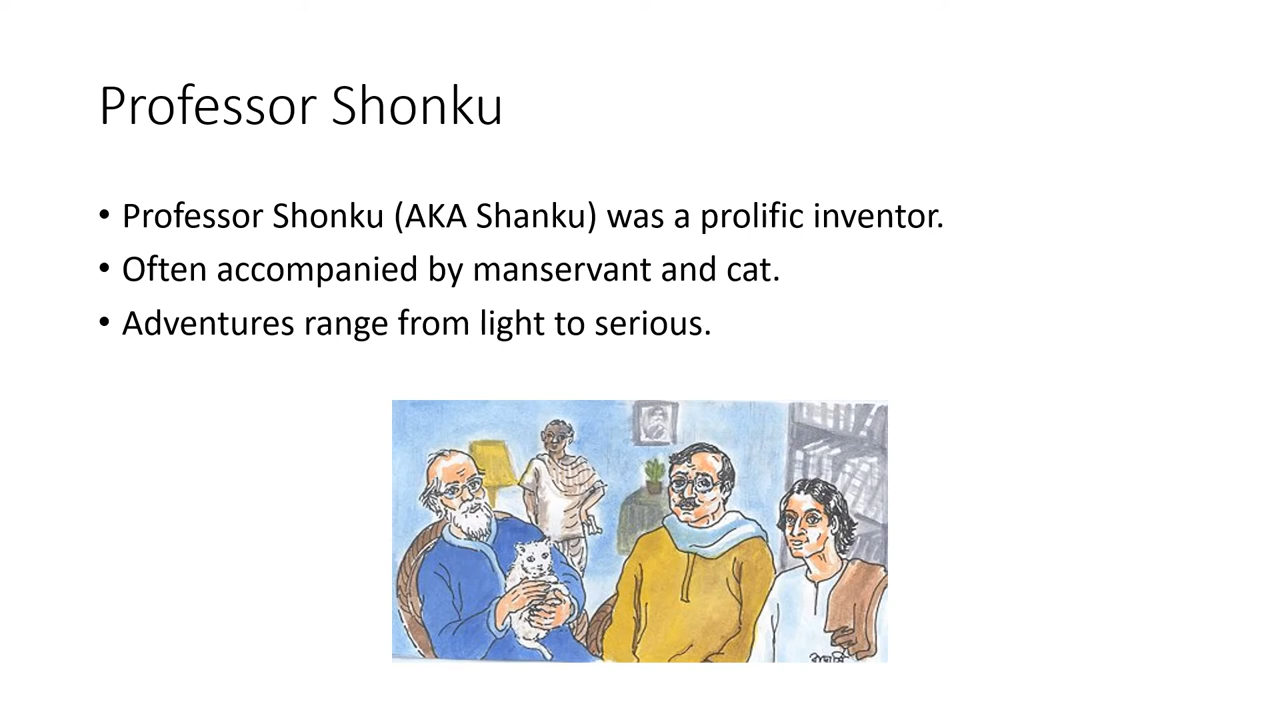 Professor Shonku
• Professor Shonku (AKA Shanku) was a prolific inventor.
• Often accompanied by manservant and cat.
• Adventures range from light to serious.